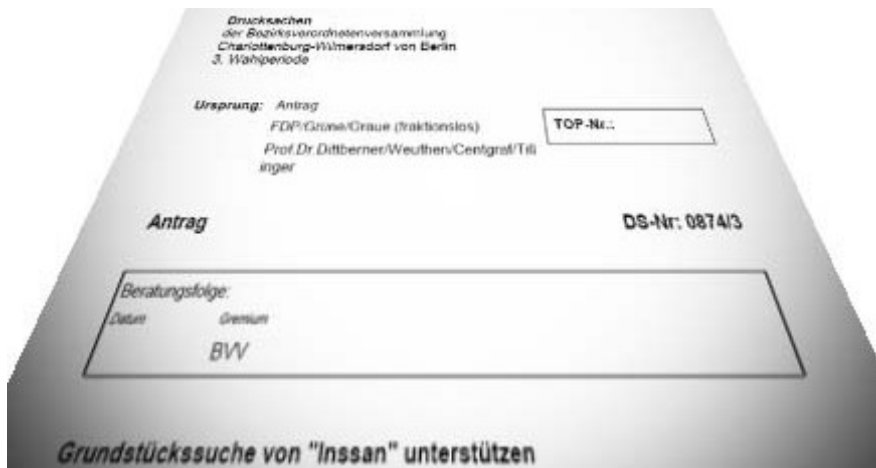 Drucksachen
der Bezirksverordnetenversammlung
Charlottenburg-Wilmersdorf von Berlin
3. Wahlperiode
Ursprung: Antrag
FDP/Grüne/Graue (fraktionslos)
TOP-Nr.:
Prof.Dr.Dittberner/Weuthen/Centgraf/Till
inger
Antrag DS-Nr: 0874/3
Beratungsfolge:
Datum Gremium
BVV
Grundstückssuche von "Inssan" unterstützen